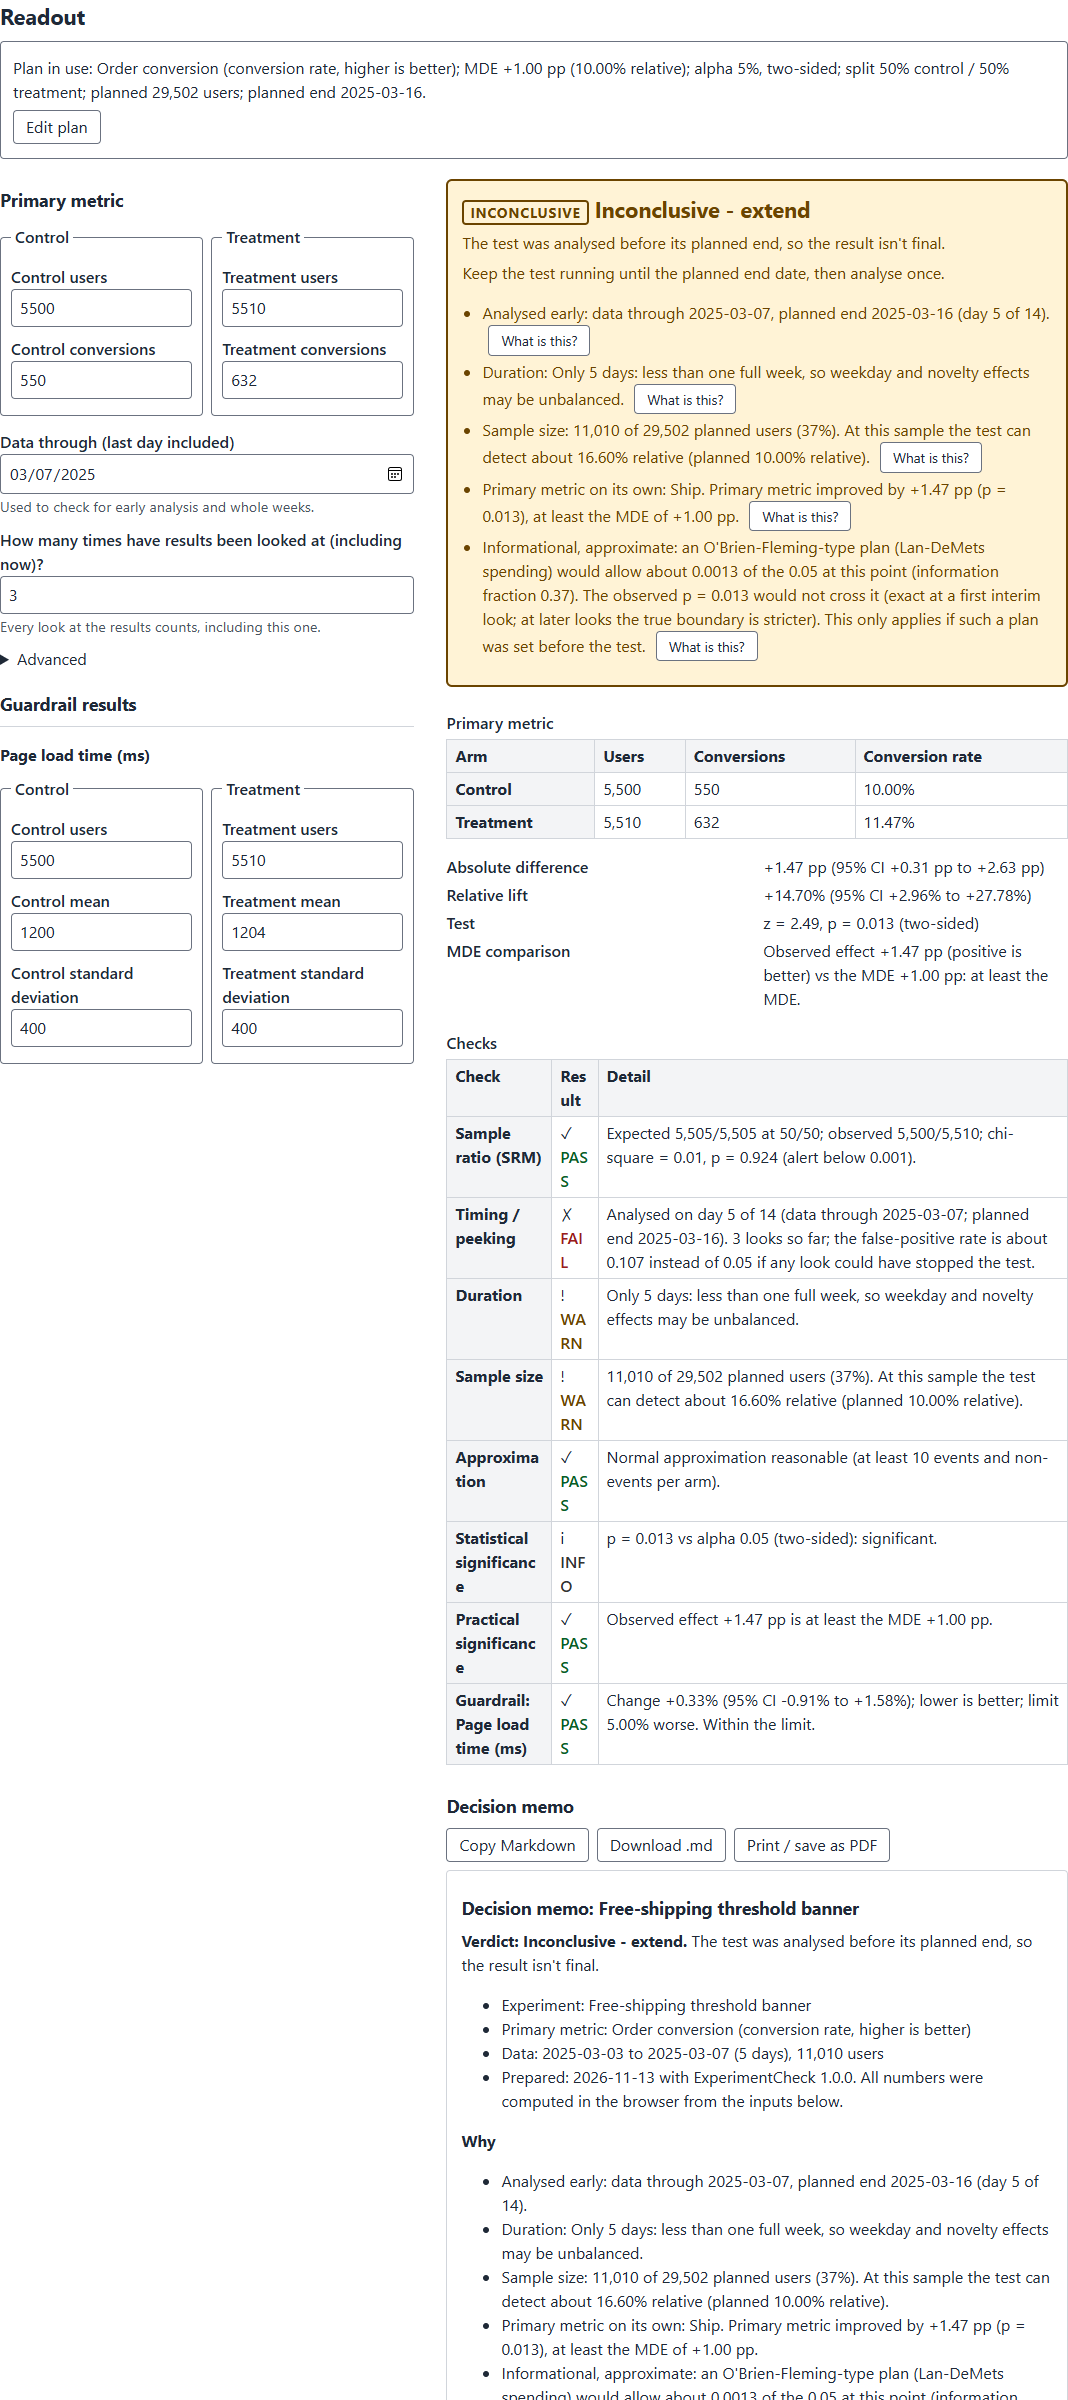 Readout
Plan in use: Order conversion (conversion rate, higher is better); MDE +1.00 pp (10.00% relative); alpha 5%, two-sided; split 50% control / 50%
treatment; planned 29,502 users; planned end 2025-03-16.
Edit plan
Primary metric
Control
Control users
5500
Control conversions
550
Treatment
Treatment users
5510
Treatment conversions
632
Data through (last day included)
03/07/2025
Used to check for early analysis and whole weeks.
How many times have results been looked at (including
now)?
3
Every look at the results counts, including this one.
Advanced
Guardrail results
Page load time (ms)
Control
Control users
5500
Control mean
1200
Control standard
deviation
400
Treatment
Treatment users
5510
Treatment mean
1204
Treatment standard
deviation
400
INCONCLUSIVE Inconclusive - extend
The test was analysed before its planned end, so the result isn't final.
Keep the test running until the planned end date, then analyse once.
• Analysed early: data through 2025-03-07, planned end 2025-03-16 (day 5 of 14).
What is this?
• Duration: Only 5 days: less than one full week, so weekday and novelty effects
may be unbalanced. What is this?
• Sample size: 11,010 of 29,502 planned users (37%). At this sample the test can
detect about 16.60% relative (planned 10.00% relative). What is this?
• Primary metric on its own: Ship. Primary metric improved by +1.47 pp (p =
0.013), at least the MDE of +1.00 pp. What is this?
• Informational, approximate: an O'Brien-Fleming-type plan (Lan-DeMets
spending) would allow about 0.0013 of the 0.05 at this point (information
fraction 0.37). The observed p = 0.013 would not cross it (exact at a first interim
look; at later looks the true boundary is stricter). This only applies if such a plan
was set before the test. What is this?
Primary metric
Arm Users Conversions Conversion rate
Control 5,500 550 10.00%
Treatment 5,510 632 11.47%
Absolute difference +1.47 pp (95% CI +0.31 pp to +2.63 pp)
Relative lift +14.70% (95% CI +2.96% to +27.78%)
Test z = 2.49, p = 0.013 (two-sided)
MDE comparison Observed effect +1.47 pp (positive is
better) vs the MDE +1.00 pp: at least the
MDE.
Checks
Check Res Detail
ult
Sample ✓ Expected 5,505/5,505 at 50/50; observed 5,500/5,510; chi-
ratio (SRM) PAS square = 0.01, p = 0.924 (alert below 0.001).
S
Timing / ✗ Analysed on day 5 of 14 (data through 2025-03-07; planned
peeking FAI end 2025-03-16). 3 looks so far; the false-positive rate is about
L 0.107 instead of 0.05 if any look could have stopped the test.
Duration ! Only 5 days: less than one full week, so weekday and novelty
WA effects may be unbalanced.
RN
Sample size ! 11,010 of 29,502 planned users (37%). At this sample the test
WA can detect about 16.60% relative (planned 10.00% relative).
RN
Approxima ✓ Normal approximation reasonable (at least 10 events and non-
tion PAS events per arm).
S
Statistical i p = 0.013 vs alpha 0.05 (two-sided): significant.
significanc INF
e O
Practical ✓ Observed effect +1.47 pp is at least the MDE +1.00 pp.
significanc PAS
e S
Guardrail: ✓ Change +0.33% (95% CI -0.91% to +1.58%); lower is better; limit
Page load PAS 5.00% worse. Within the limit.
time (ms) S
Decision memo
Copy Markdown Download .md Print / save as PDF
Decision memo: Free-shipping threshold banner
Verdict: Inconclusive - extend. The test was analysed before its planned end, so
the result isn't final.
• Experiment: Free-shipping threshold banner
• Primary metric: Order conversion (conversion rate, higher is better)
• Data: 2025-03-03 to 2025-03-07 (5 days), 11,010 users
• Prepared: 2026-11-13 with ExperimentCheck 1.0.0. All numbers were
computed in the browser from the inputs below.
Why
• Analysed early: data through 2025-03-07, planned end 2025-03-16 (day 5 of
14).
• Duration: Only 5 days: less than one full week, so weekday and novelty effects
may be unbalanced.
• Sample size: 11,010 of 29,502 planned users (37%). At this sample the test can
detect about 16.60% relative (planned 10.00% relative).
• Primary metric on its own: Ship. Primary metric improved by +1.47 pp (p =
0.013), at least the MDE of +1.00 pp.
• Informational, approximate: an O'Brien-Fleming-type plan (Lan-DeMets
spending) would allow about 0.0013 of the 0.05 at this point (information